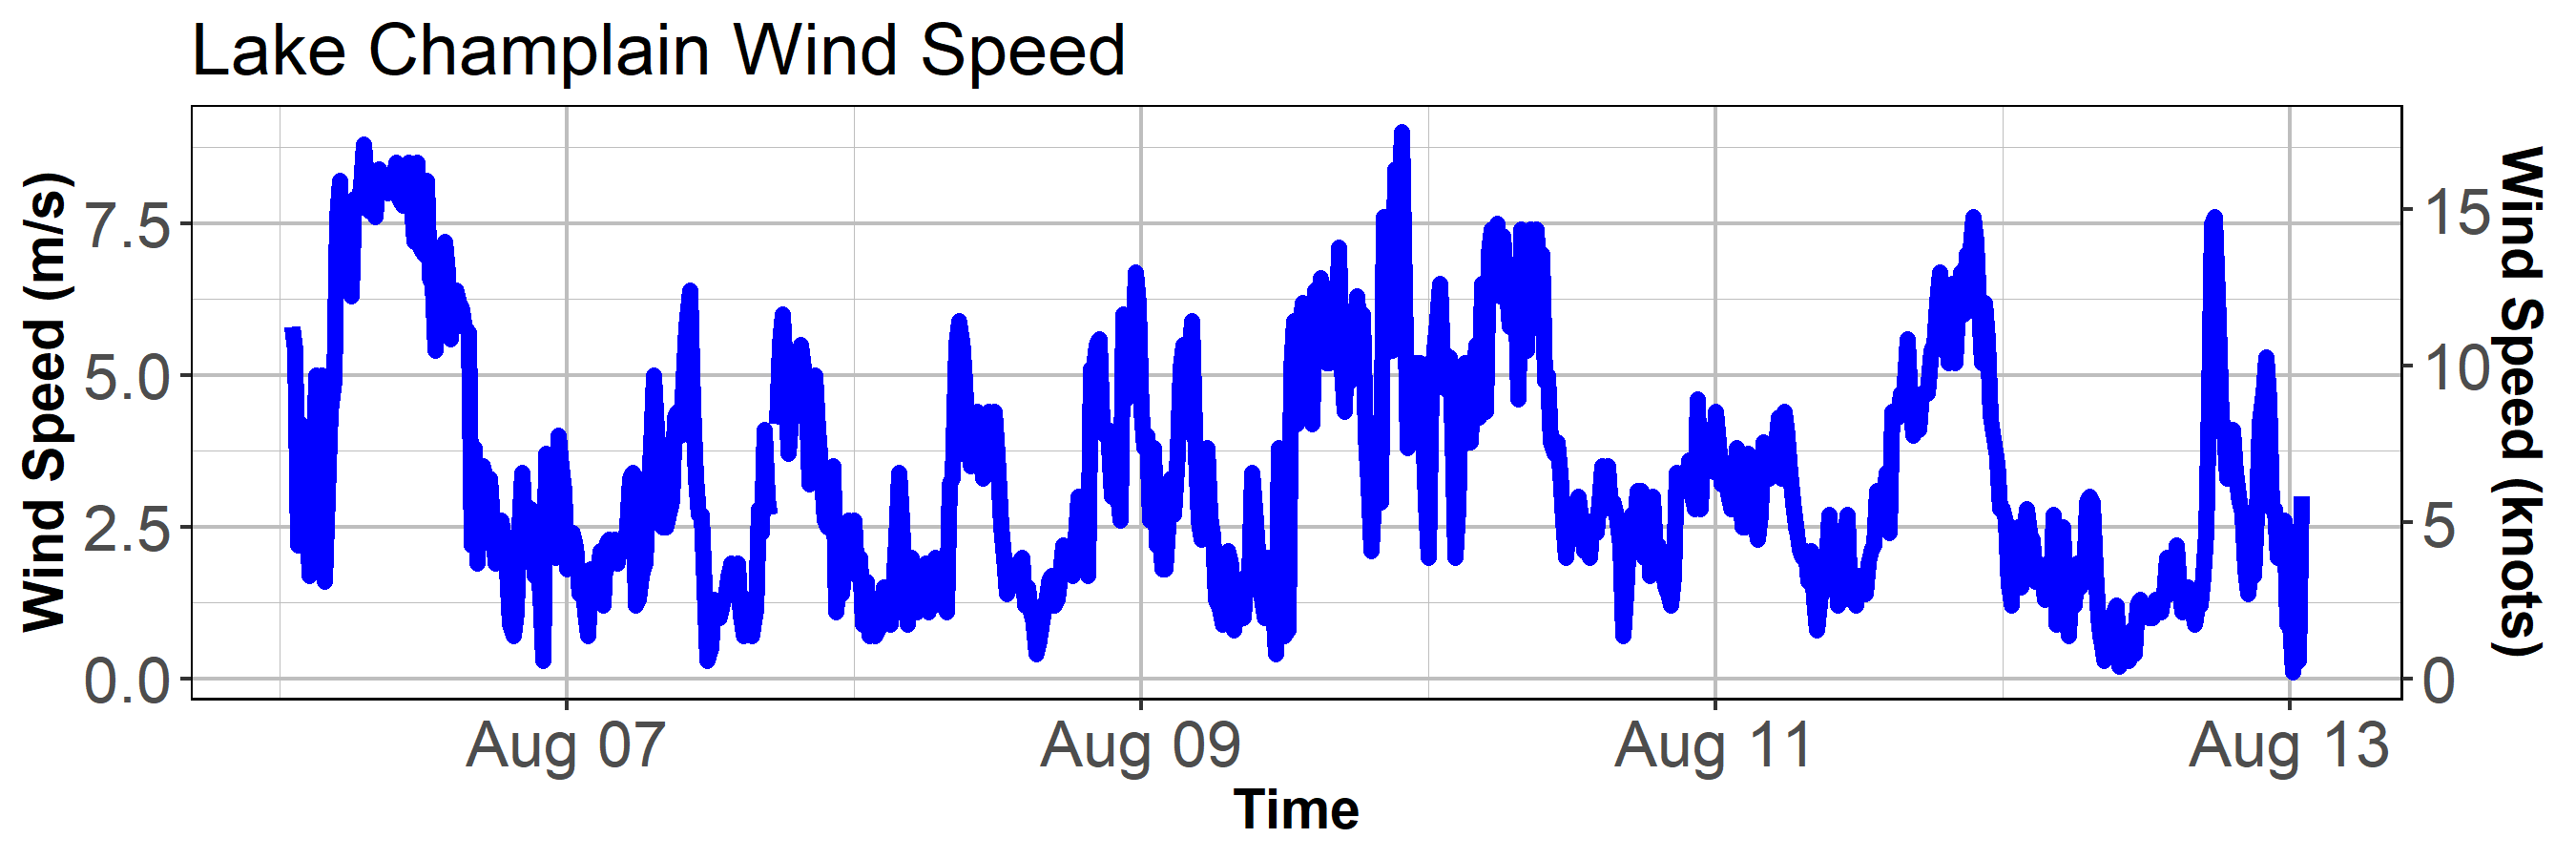 Lake Champlain Wind Speed
Wind Speed (m/s)
7.5
5.0
2.5
0.0
15
10
5
0
Wind Speed (knots)
Aug 07
Aug 09
Aug 11
Aug 13
Time